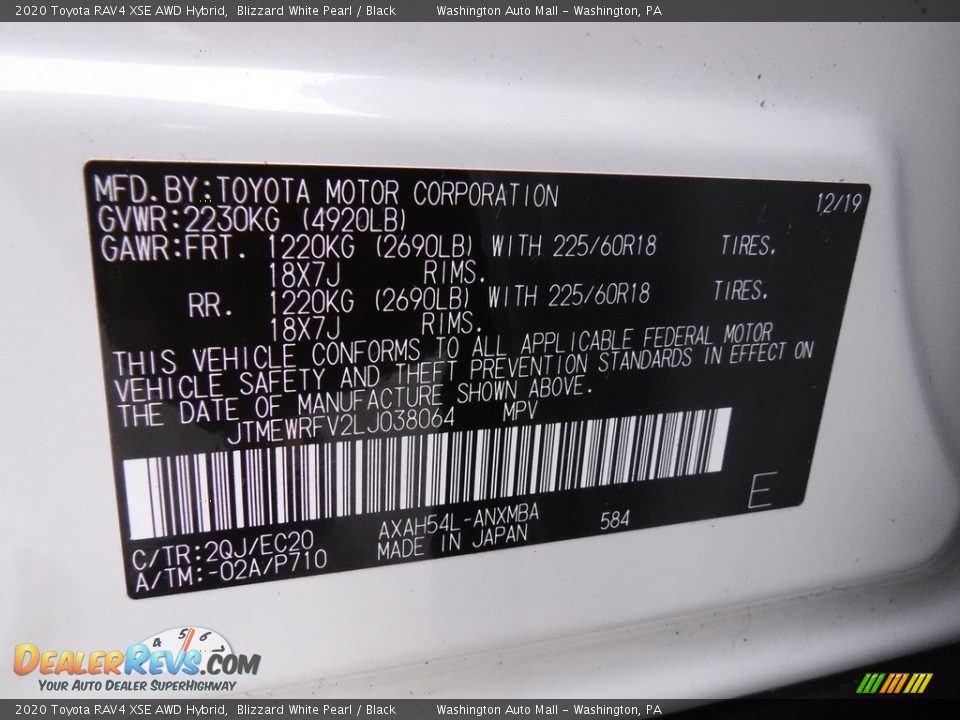 2020 Toyota RAV4 XSE AWD Hybrid, Blizzard White Pearl / Black Washington Auto Mall - Washington, PA
MFD.BY:TOYOTA MOTOR CORPORATION 12/19
GVWR:2230KG (4920LB)
GAWR:FRT. 1220KG (2690LB) WITH 225/60R18 TIRES.
18X7J RIMS.
RR. 1220KG (2690LB) WITH 225/60R18 TIRES.
18X7J RIMS.
THIS VEHICLE CONFORMS TO ALL APPLICABLE FEDERAL MOTOR
VEHICLE SAFETY AND THEFT PREVENTION STANDARDS IN EFFECT ON
THE DATE OF MANUFACTURE SHOWN ABOVE.
JTMEWRFV2LJ038064 MPV
E
C/TR:2QJ/EC20 AXAH54L-ANXMBA 584
A/TM:-02A/P710 MADE IN JAPAN
4 5 6
DEALERREVS.COM
YOUR AUTO DEALER SUPERHIGHWAY
2020 Toyota RAV4 XSE AWD Hybrid, Blizzard White Pearl / Black Washington Auto Mall - Washington, PA